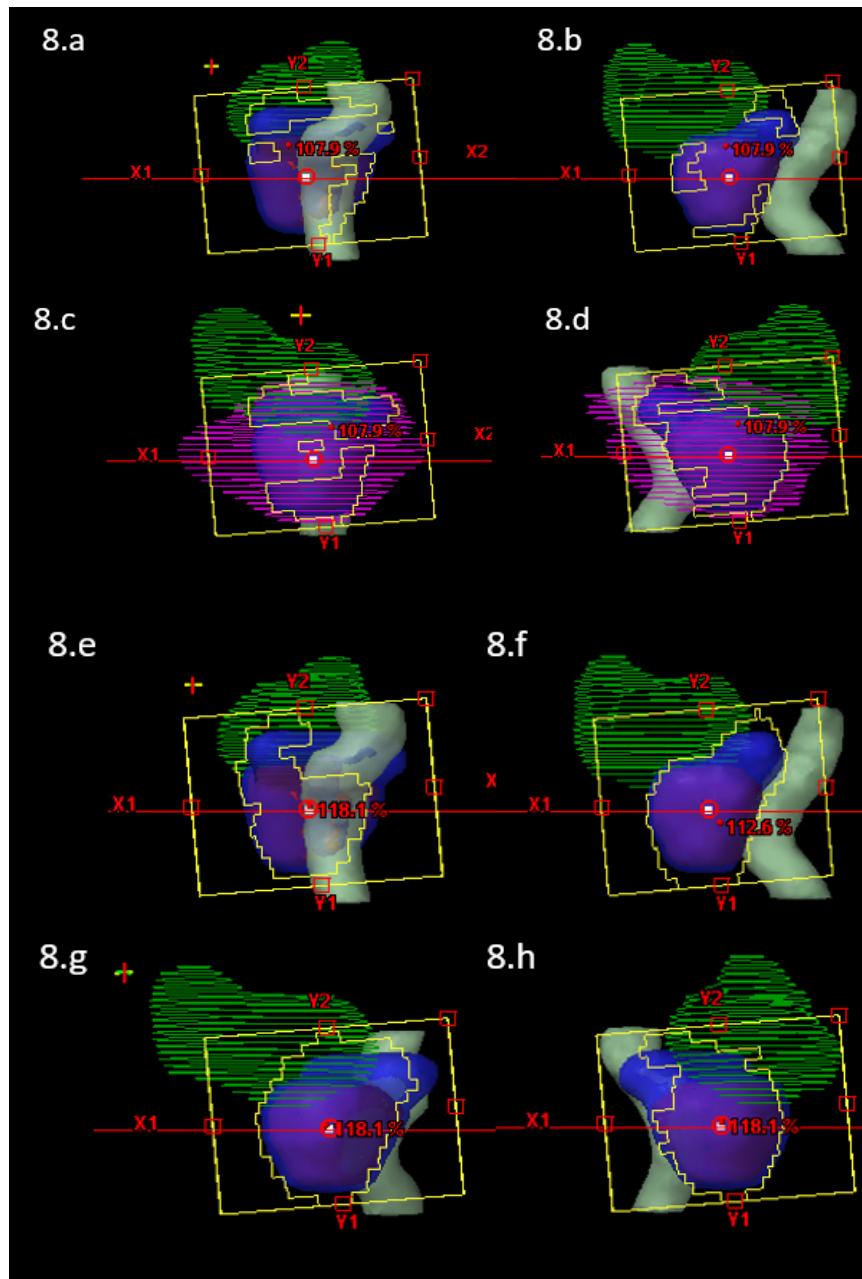 8.a
8.b
Y2
Y2
107.9 %
107.9 %
X1
X2
X1
Y1
Y1
8.c
8.d
Y2
Y2
107.9 %
107.9 %
X1
X2
X1
Y1
Y1
8.e
8.f
Y2
Y2
X1
118.1 %
X
X1
112.6 %
Y1
Y1
8.g
8.h
Y2
Y2
X1
118.1 %
X1
118.1 %
Y1
Y1